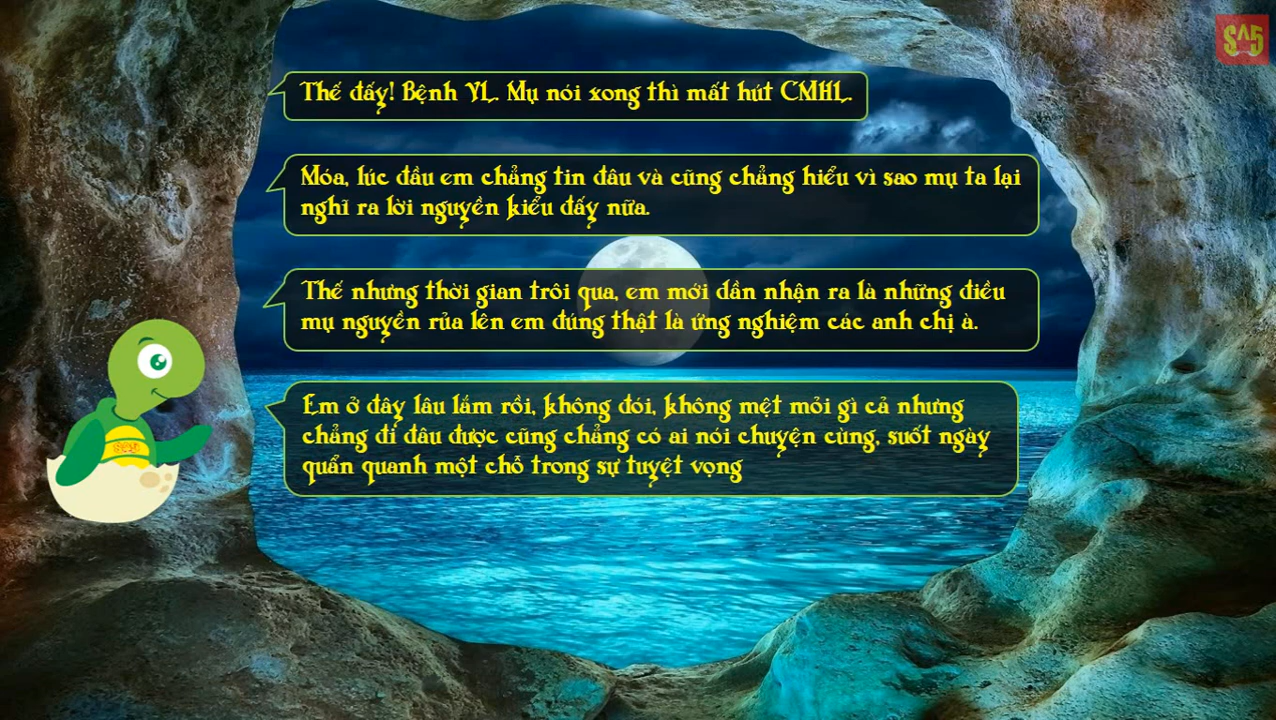 S^5
Thế đấy! Bệnh VL. Mụ nói xong thì mất hút CMHL.
Móa, lúc đầu em chẳng tin đâu và cũng chẳng hiểu vì sao mụ ta lại
nghĩ ra lời nguyền kiểu đấy nữa.
Thế nhưng thời gian trôi qua, em mới dần nhận ra là những điều
mụ nguyền rủa lên em đúng thật là ứng nghiệm các anh chị à.
Em ở đây lâu lắm rồi, không đói, không mệt mỏi gì cả nhưng
chẳng đi đâu được cũng chẳng có ai nói chuyện cùng, suốt ngày
quẩn quanh một chỗ trong sự tuyệt vọng